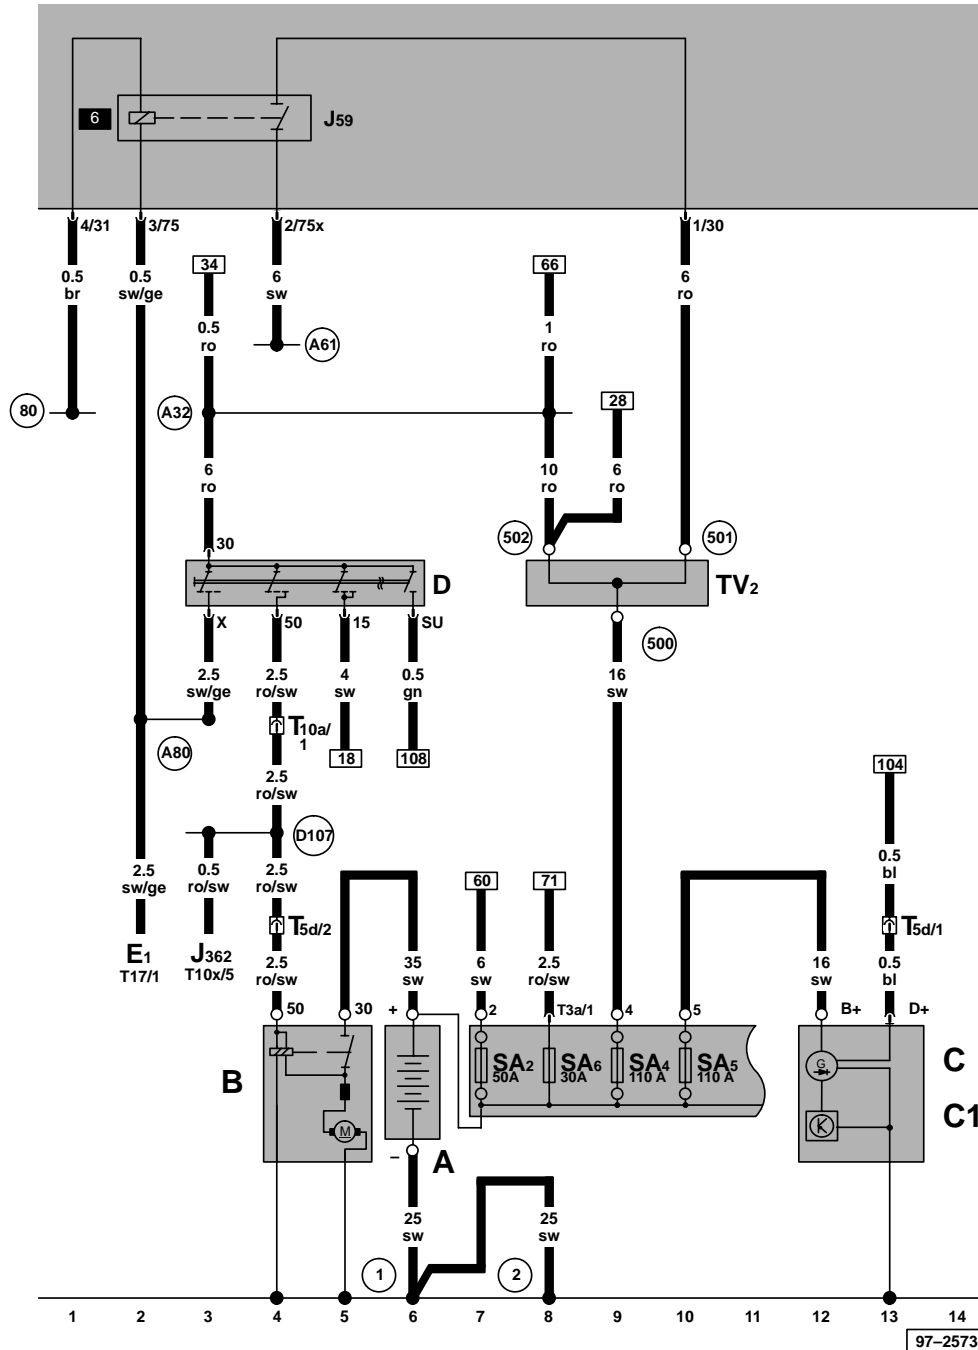 6
J59
4/31 3/75 2/75x 1/30
34 66
0.5
br
0.5
sw/ge
6
sw
6
ro
0.5
ro
A61
1
ro
28
80
A32
6
ro
10
ro
6
ro
502
501
30
D
TV2
X 50 15 SU
500
2.5
sw/ge
2.5
ro/sw
4
sw
0.5
gn
16
sw
T10a/
1
A80
18
108
104
2.5
ro/sw
D107
2.5
sw/ge
0.5
ro/sw
2.5
ro/sw
60
71
0.5
bl
T5d/2
T5d/1
E1
T17/1
J362
T10x/5
2.5
ro/sw
35
sw
6
sw
2.5
ro/sw
16
sw
0.5
bl
50 30 + 2 T3a/1 4 5 B+ D+
G
B
SA2
50A
SA6
30A
SA4
110 A
SA5
110 A
C
C1
M
– A
25
sw
25
sw
1
2
1 2 3 4 5 6 7 8 9 10 11 12 13 14
97–2573